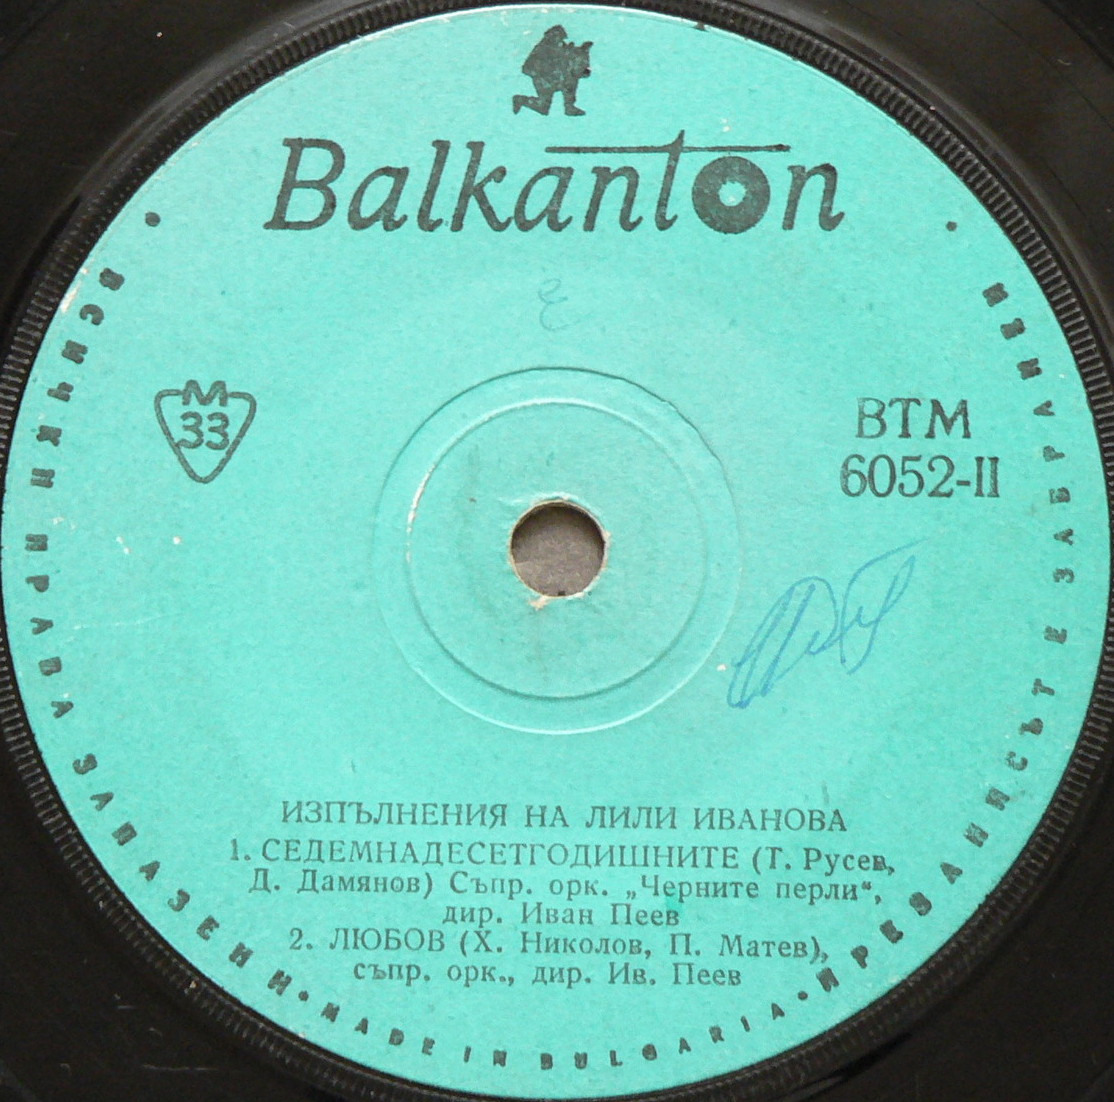 Balkanton
M
33
ВТМ
6052-II
ИЗПЪЛНЕНИЯ НА ЛИЛИ ИВАНОВА
1. СЕДЕМНАДЕСЕТГОДИШНИТЕ (Т. Русев,
Д. Дамянов) Съпр. орк. „Черните перли“,
дир. Иван Пеев
2. ЛЮБОВ (Х. Николов, П. Матев),
съпр. орк., дир. Ив. Пеев
ВСИЧКИ ПРАВА ЗАПАЗЕНИ • MADE IN BULGARIA • ПРЕЗАПИСЪТ Е ЗАБРАНЕН